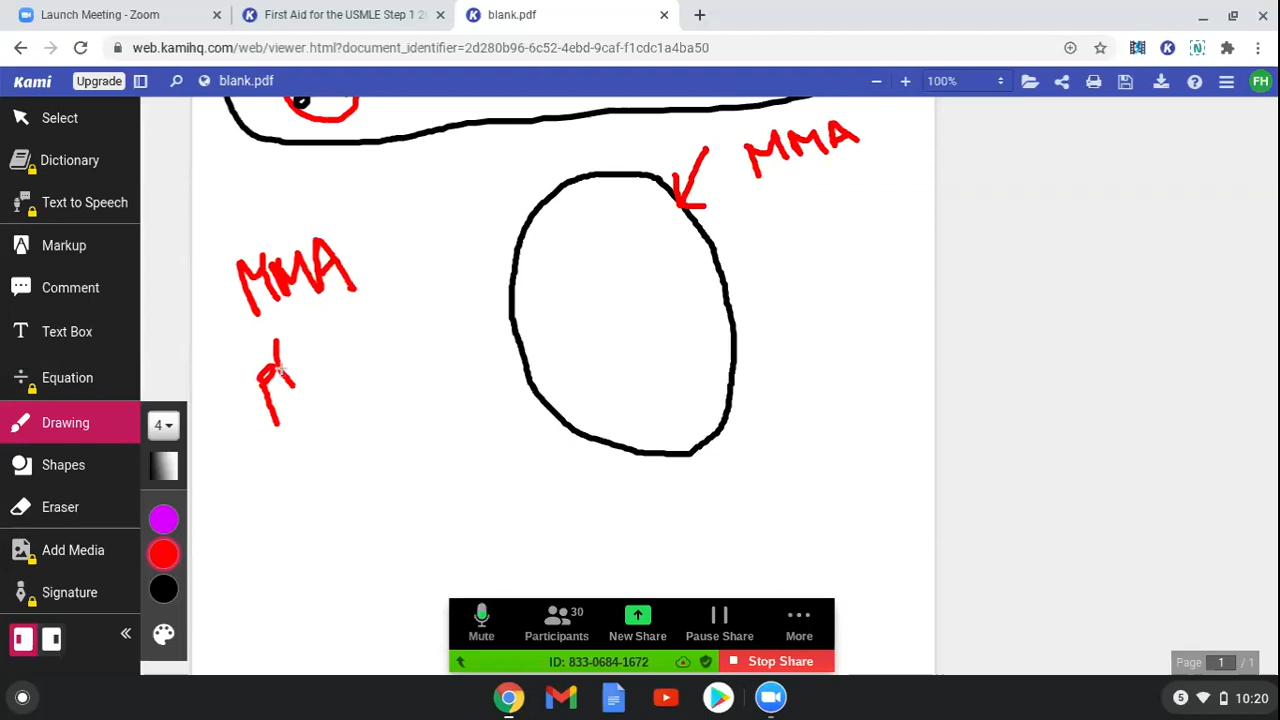 Launch Meeting - Zoom
First Aid for the USMLE Step 1 2
blank.pdf
web.kamihq.com/web/viewer.html?document_identifier=2d280b96-6c52-4ebd-9caf-f1cdc1a4ba50
Kami
Upgrade
blank.pdf
100%
FH
Select
Dictionary
Text to Speech
Markup
Comment
Text Box
Equation
Drawing
4
Shapes
Eraser
Add Media
Signature
MMA
MMA
30
Mute
Participants
New Share
Pause Share
More
ID: 833-0684-1672
Stop Share
Page 1 / 1
5
10:20